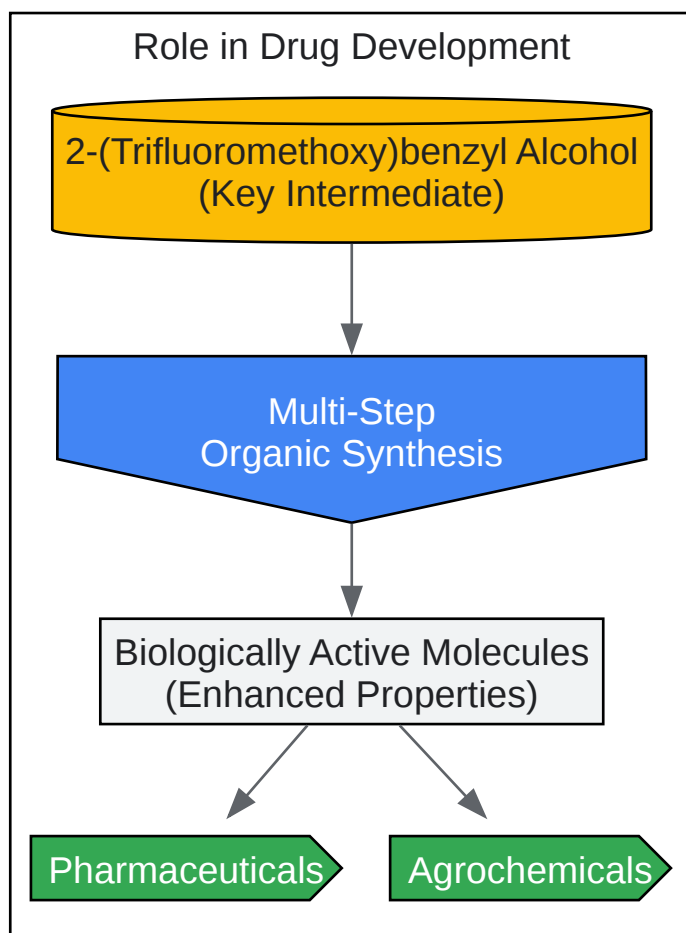 Role in Drug Development
2-(Trifluoromethoxy)benzyl Alcohol
(Key Intermediate)
Multi-Step
Organic Synthesis
Biologically Active Molecules
(Enhanced Properties)
Pharmaceuticals
Agrochemicals